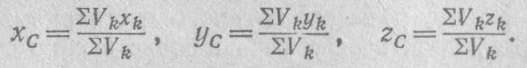 x_C = ΣV_k x_k / ΣV_k , y_C = ΣV_k y_k / ΣV_k , z_C = ΣV_k z_k / ΣV_k .